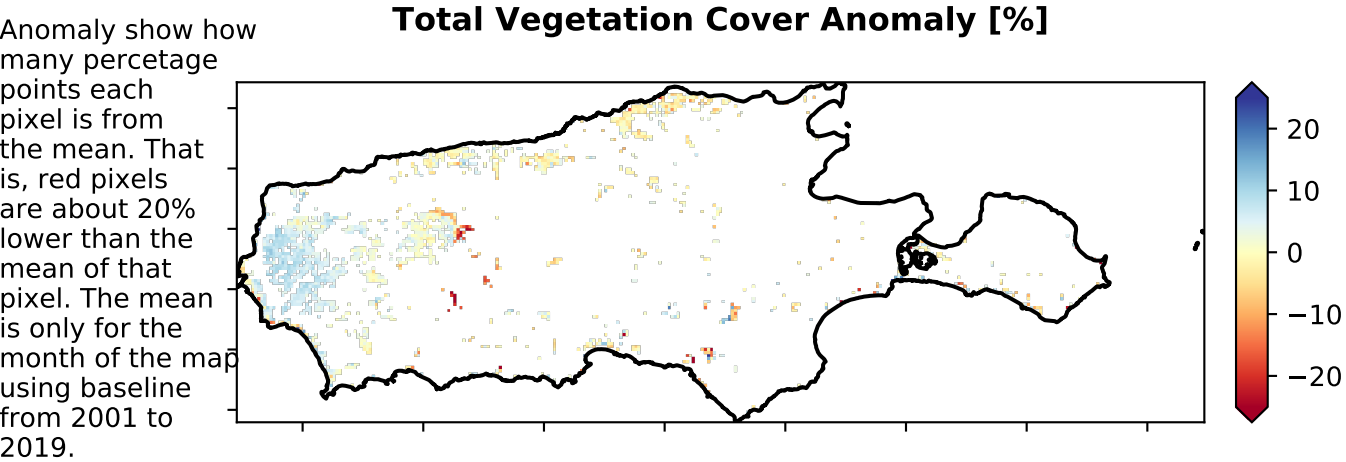 Total Vegetation Cover Anomaly [%]
Anomaly show how
many percetage
points each
pixel is from
the mean. That
is, red pixels
are about 20%
lower than the
mean of that
pixel. The mean
is only for the
month of the map
using baseline
from 2001 to
2019.
20
10
0
−10
−20